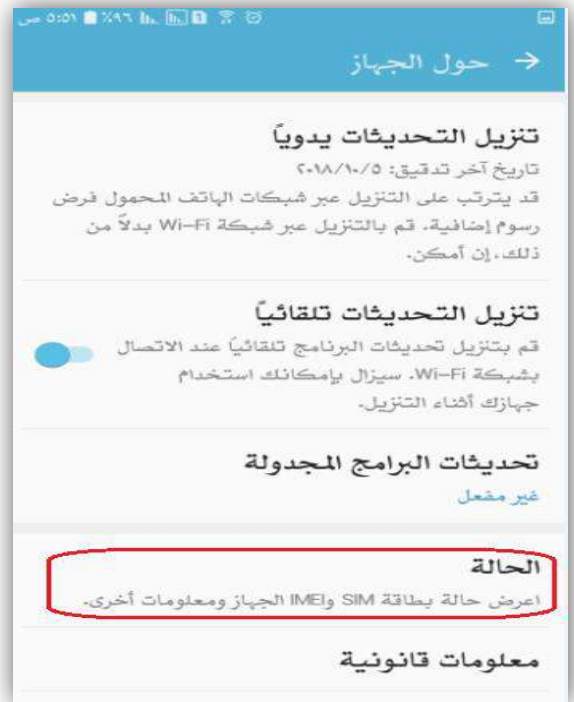 ٥:٥٦ ص ٩٦٪
حول الجهاز
تنزيل التحديثات يدوياً
تاريخ آخر تدقيق: ٢٠١٨/١٠/٥
قد يترتب على التنزيل عبر شبكات الهاتف المحمول فرض
رسوم إضافية. قم بالتنزيل عبر شبكة Wi-Fi بدلاً من
ذلك، إن أمكن.
تنزيل التحديثات تلقائياً
قم بتنزيل تحديثات البرنامج تلقائياً عند الاتصال
بشبكة Wi-Fi. سيزال بإمكانك استخدام
جهازك أثناء التنزيل.
تحديثات البرامج المجدولة
غير مفعل
الحالة
اعرض حالة بطاقة SIM وIMEI الجهاز ومعلومات أخرى.
معلومات قانونية